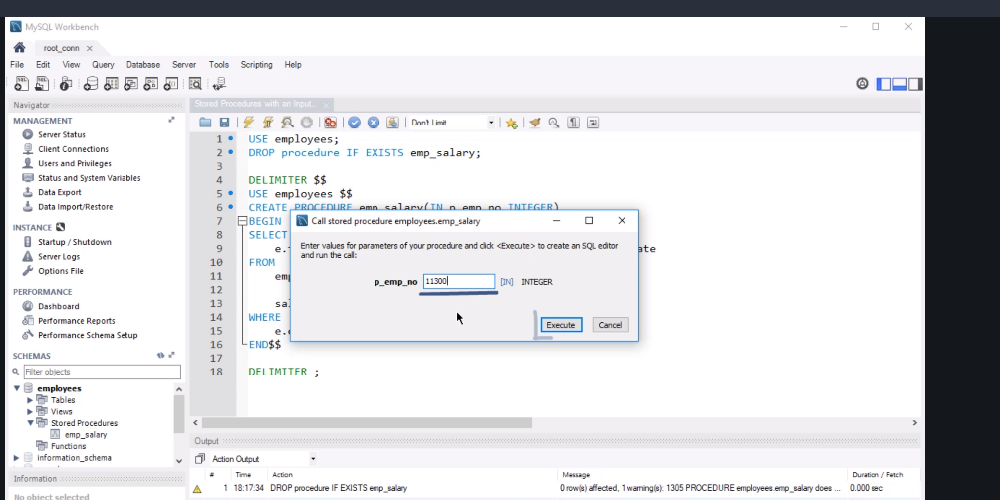 MySQL Workbench
root_conn ×
File Edit View Query Database Server Tools Scripting Help
Navigator
MANAGEMENT
Server Status
Client Connections
Users and Privileges
Status and System Variables
Data Export
Data Import/Restore
INSTANCE
Startup / Shutdown
Server Logs
Options File
PERFORMANCE
Dashboard
Performance Reports
Performance Schema Setup
SCHEMAS
Filter objects
employees
Tables
Views
Stored Procedures
emp_salary
Functions
information_schema
Information
No object selected
Stored Procedures with an Input...
Don't Limit
1 USE employees;
2 DROP procedure IF EXISTS emp_salary;
3
4 DELIMITER $$
5 USE employees $$
6 CREATE PROCEDURE emp_salary(IN p_emp_no INTEGER)
7 BEGIN
8 SELECT
9 e.
10 FROM
11 emp
12
13 sa
14 WHERE
15 e.
16 END$$
17
18 DELIMITER ;
Call stored procedure employees.emp_salary
Enter values for parameters of your procedure and click <Execute> to create an SQL editor
and run the call:
p_emp_no 11300 [IN] INTEGER
Execute Cancel
Output
Action Output
# Time Action Message Duration / Fetch
1 18:17:34 DROP procedure IF EXISTS emp_salary 0 row(s) affected, 1 warning(s): 1305 PROCEDURE employees.emp_salary does ... 0.000 sec